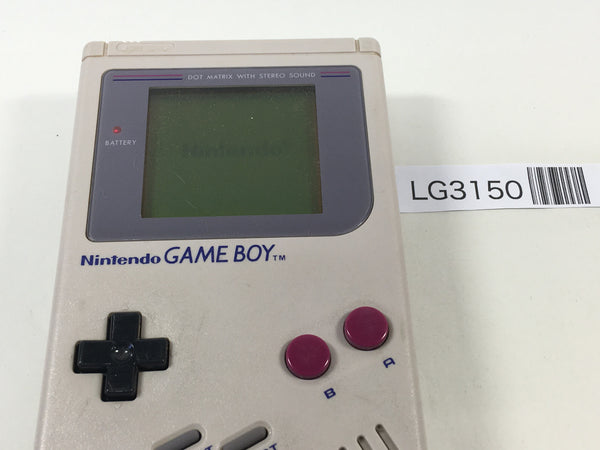 DOT MATRIX WITH STEREO SOUND
BATTERY
Nintendo®
LG3150
Nintendo GAME BOY™
B
A